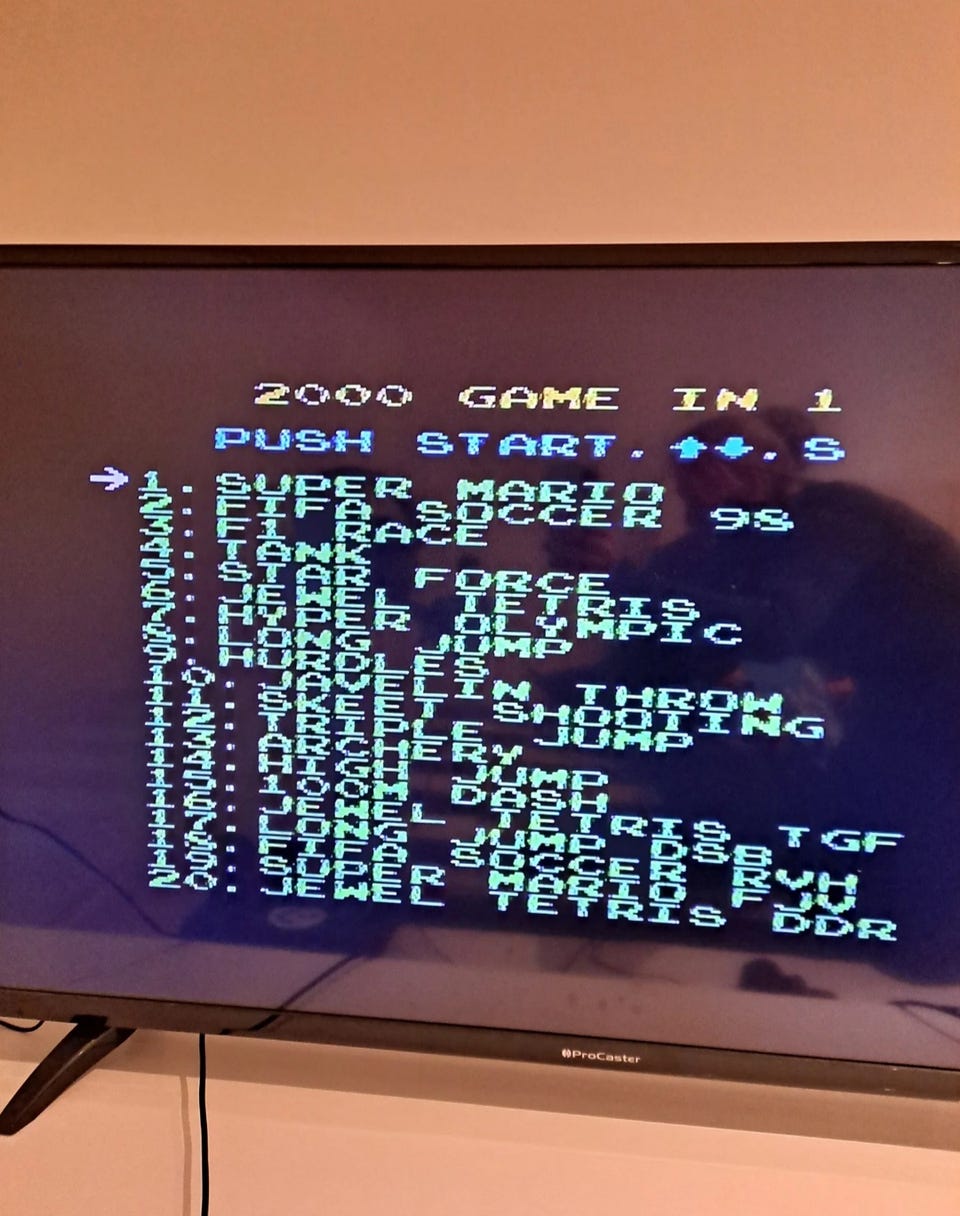 2000 GAME IN 1
PUSH START.↑↓.S
→1. SUPER MARIO
2. FIFA SOCCER 98
3. F1 RACE
4. TANK
5. STAR FORCE
6. JEWEL TETRIS
7. HYPER OLYMPIC
8. LONG JUMP
9. HURDLES
10. JAVELIN THROW
11. SKEET SHOOTING
12. TRIPLE JUMP
13. ARCHERY
14. HIGH JUMP
15. 100M DASH
16. JEWEL TETRIS TGF
17. LONG JUMP DSB
18. FIFA SOCCER RVH
19. SUPER MARIO FJV
20. JEWEL TETRIS DDR
ProCaster